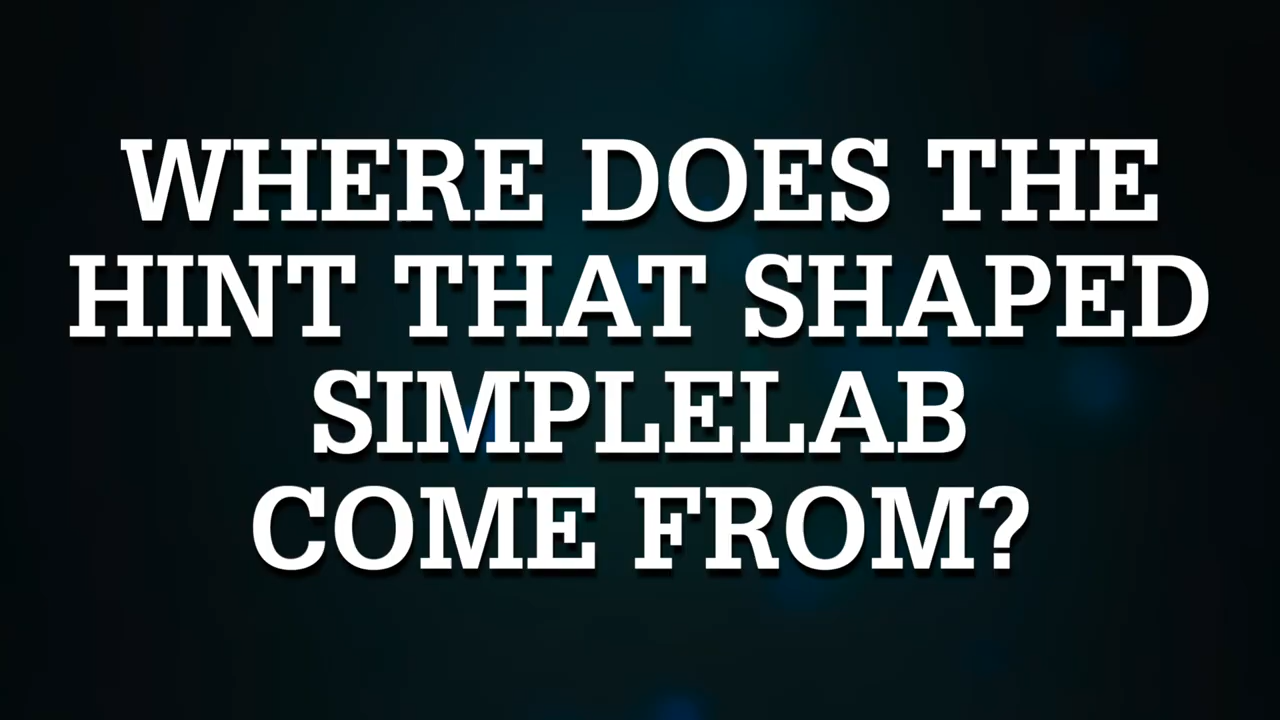 WHERE DOES THE
HINT THAT SHAPED
SIMPLELAB
COME FROM?